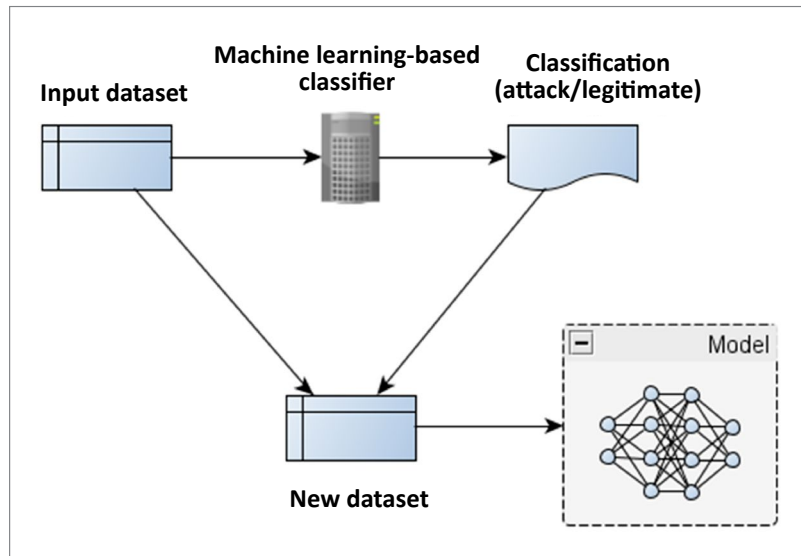 Input dataset
Machine learning-based
classifier
Classification
(attack/legitimate)
Model
New dataset